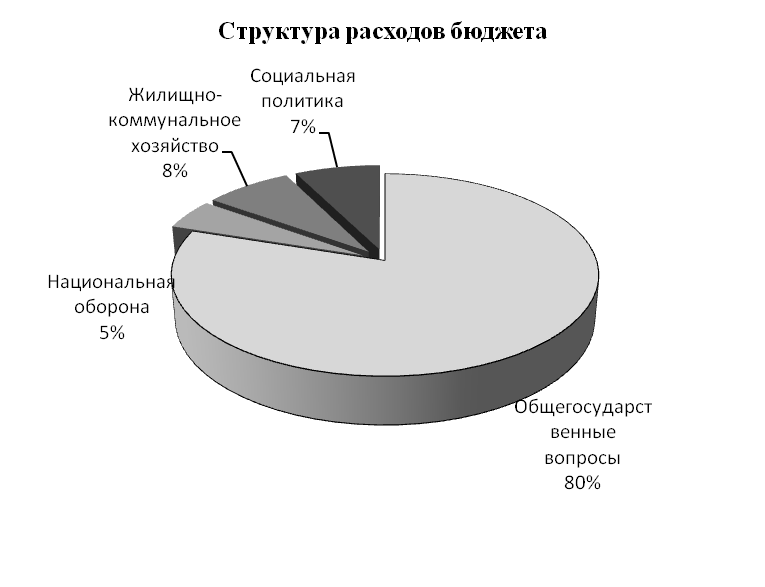 Структура расходов бюджета
Социальная
политика
7%
Жилищно-
коммунальное
хозяйство
8%
Национальная
оборона
5%
Общегосударст
венные
вопросы
80%